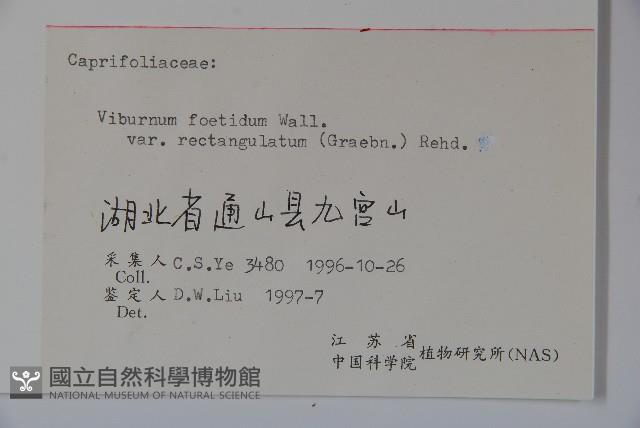 Caprifoliaceae:
Viburnum foetidum Wall.
var. rectangulatum (Graebn.) Rehd.
湖北省通山县九宫山
采集人 C.S.Ye 3480 1996-10-26
Coll.
鉴定人 D.W.Liu 1997-7
Det.
江苏省
中国科学院 植物研究所(NAS)
國立自然科學博物館
NATIONAL MUSEUM OF NATURAL SCIENCE